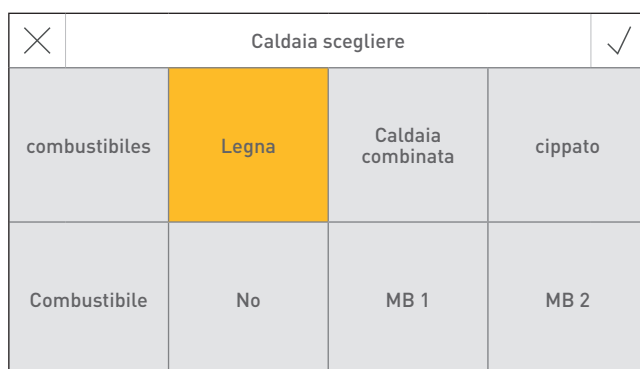 Caldaia scegliere
combustibiles
Legna
Caldaia
combinata
cippato
Combustibile
No
MB 1
MB 2